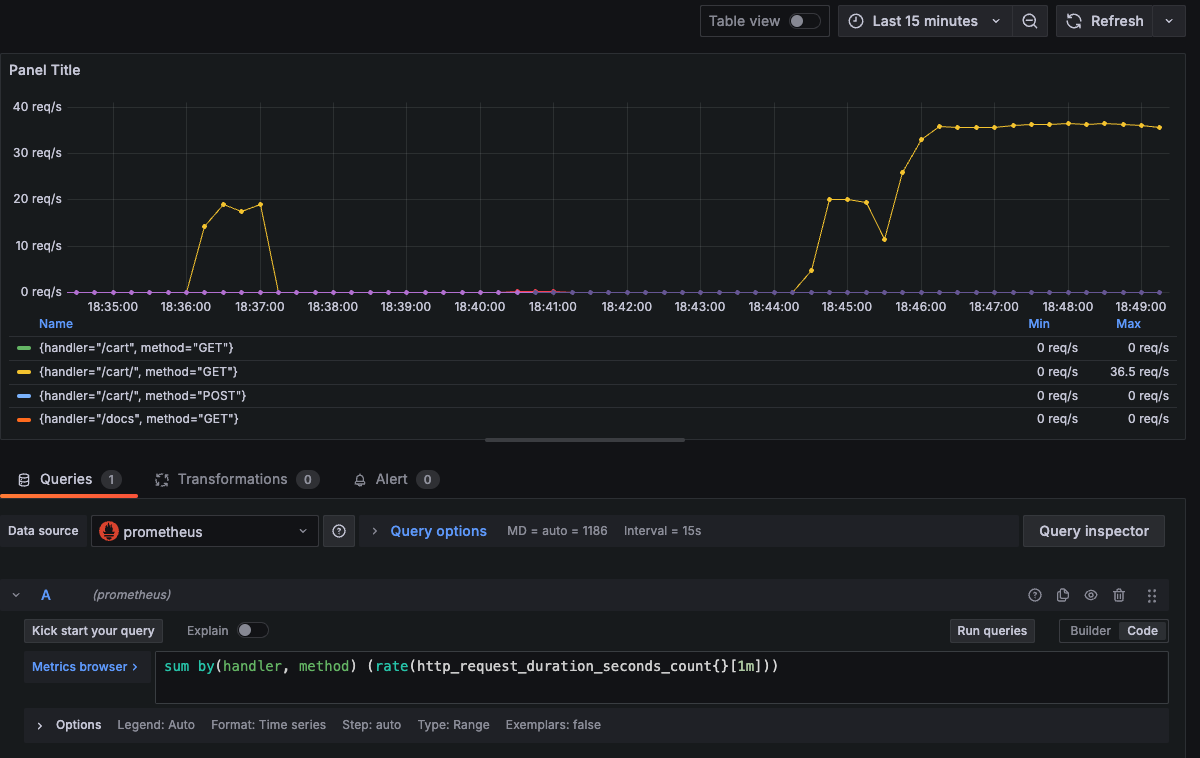 Table view Last 15 minutes Refresh
Panel Title
40 req/s
30 req/s
20 req/s
10 req/s
0 req/s
18:35:00 18:36:00 18:37:00 18:38:00 18:39:00 18:40:00 18:41:00 18:42:00 18:43:00 18:44:00 18:45:00 18:46:00 18:47:00 18:48:00 18:49:00
Name Min Max
{handler="/cart", method="GET"} 0 req/s 0 req/s
{handler="/cart/", method="GET"} 0 req/s 36.5 req/s
{handler="/cart/", method="POST"} 0 req/s 0 req/s
{handler="/docs", method="GET"} 0 req/s 0 req/s
Queries 1 Transformations 0 Alert 0
Data source prometheus Query options MD = auto = 1186 Interval = 15s Query inspector
A (prometheus)
Kick start your query Explain Run queries Builder Code
Metrics browser > sum by(handler, method) (rate(http_request_duration_seconds_count{}[1m]))
Options Legend: Auto Format: Time series Step: auto Type: Range Exemplars: false